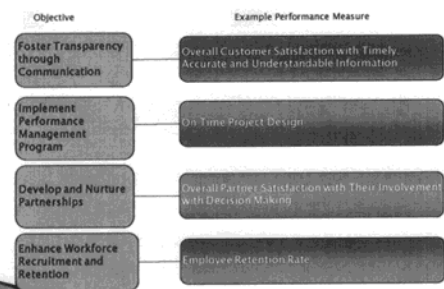 Objective
Example Performance Measure
Foster Transparency
through
Communication
Overall Customer Satisfaction with Timely,
Accurate and Understandable Information
Implement
Performance
Management
Program
On Time Project Design
Develop and Nurture
Partnerships
Overall Partner Satisfaction with Their Involvement
with Decision Making
Enhance Workforce
Recruitment and
Retention
Employee Retention Rate